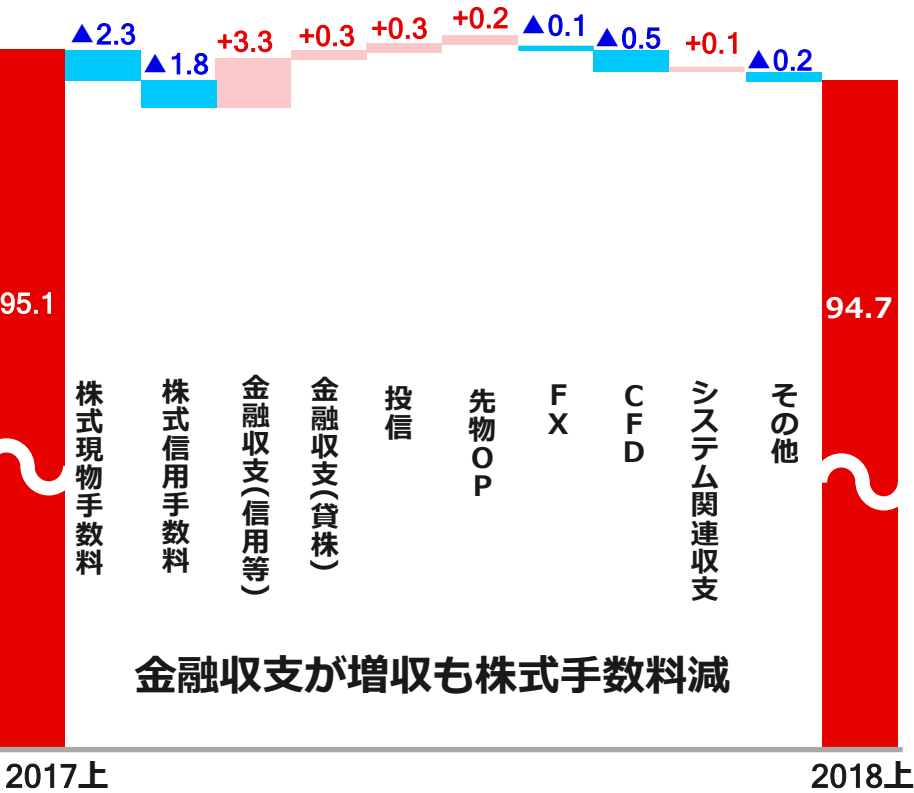 ▲2.3
▲1.8
+3.3
+0.3
+0.3
+0.2
▲0.1
▲0.5
+0.1
▲0.2
95.1
94.7
株式現物手数料
株式信用手数料
金融収支(信用等)
金融収支(貸株)
投信
先物OP
FX
CFD
システム関連収支
その他
金融収支が増収も株式手数料減
2017上
2018上